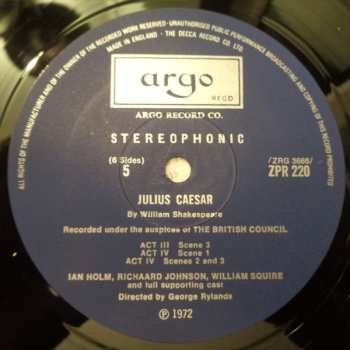 ALL RIGHTS OF THE MANUFACTURER AND OF THE OWNER OF THE RECORDED WORK RESERVED. UNAUTHORISED PUBLIC PERFORMANCE BROADCASTING AND COPYING OF THIS RECORD PROHIBITED
MADE IN ENGLAND · THE DECCA RECORD CO LTD
argo
REGD
ARGO RECORD CO.
STEREOPHONIC
(6 Sides)
5
/ZRG 3666/
ZPR 220
JULIUS CAESAR
By William Shakespeare
Recorded under the auspices of THE BRITISH COUNCIL
ACT III Scene 3
ACT IV Scene 1
ACT IV Scenes 2 and 3
IAN HOLM, RICHAARD JOHNSON, WILLIAM SQUIRE
and full supporting cast
Directed by George Rylands
℗ 1972